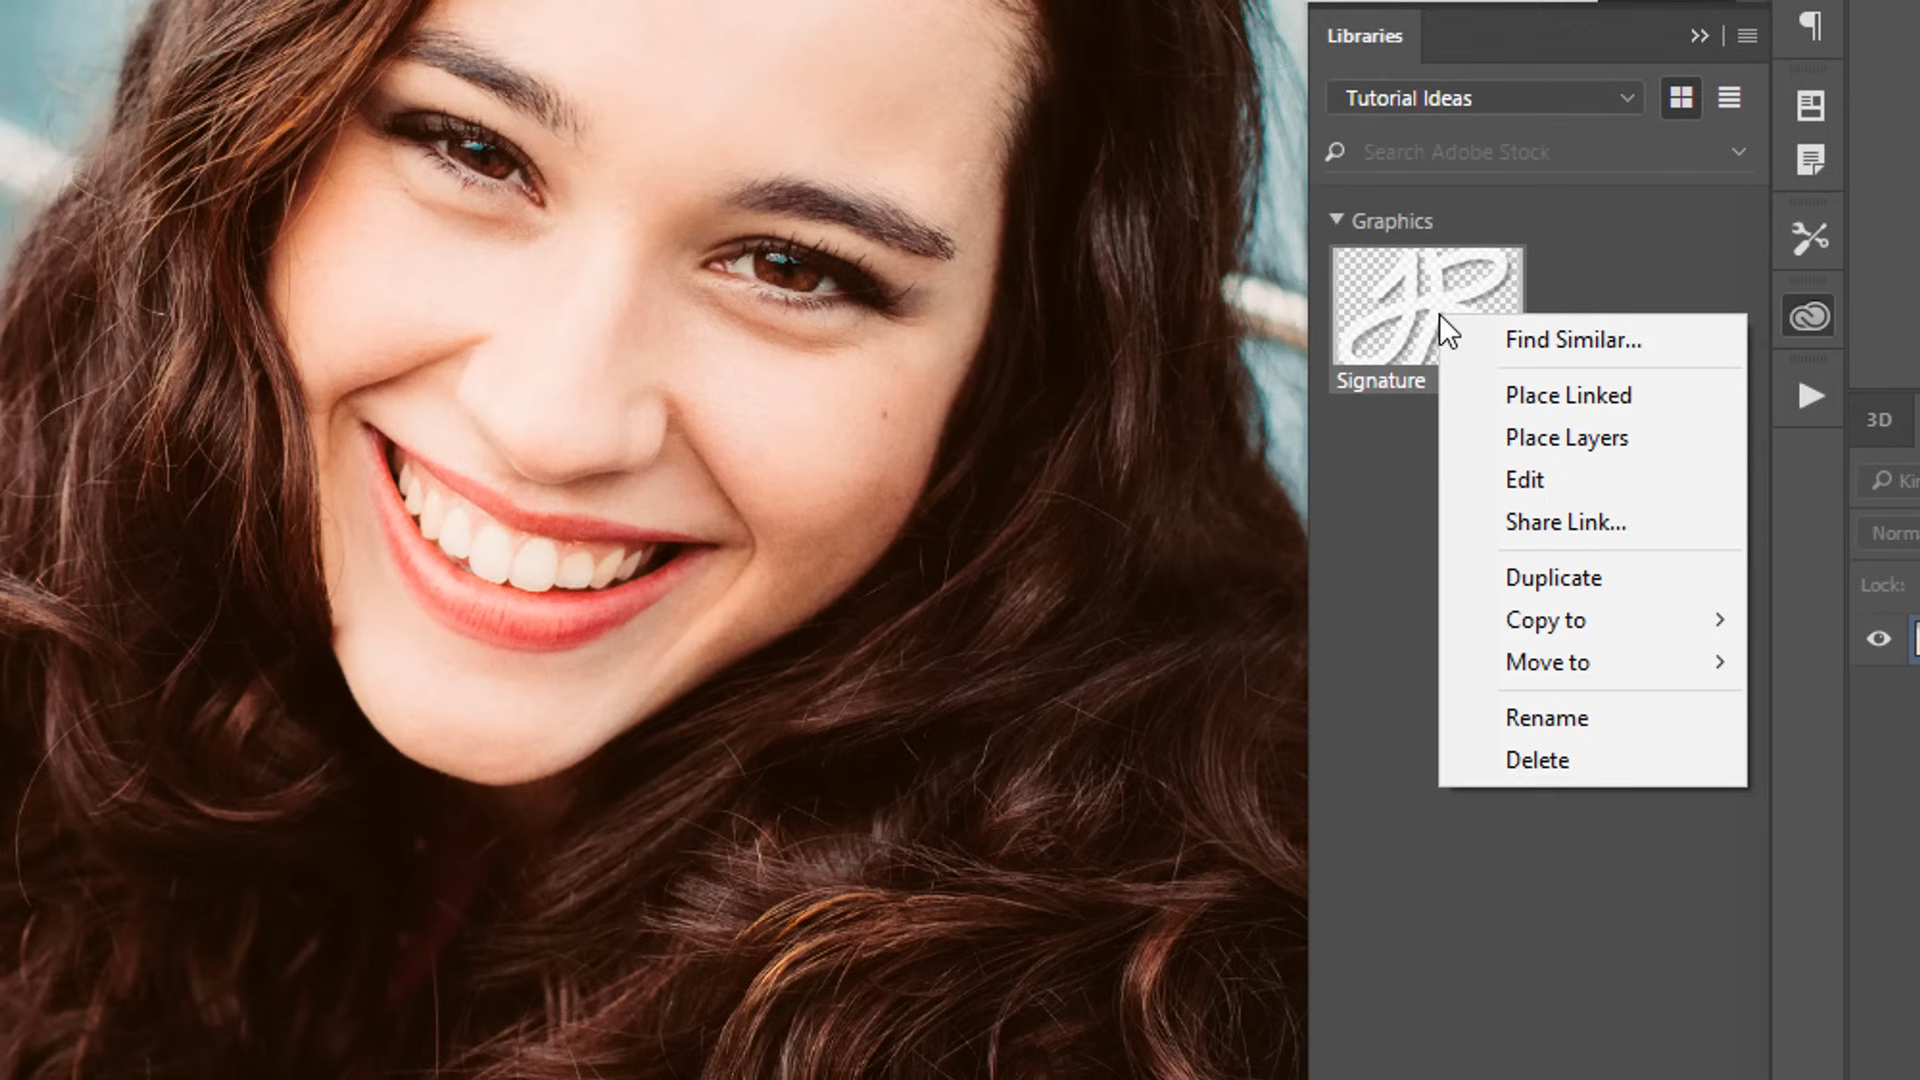 Libraries
Tutorial Ideas
Search Adobe Stock
Graphics
Signature
Find Similar...
Place Linked
Place Layers
Edit
Share Link...
Duplicate
Copy to
Move to
Rename
Delete
3D
Lock: